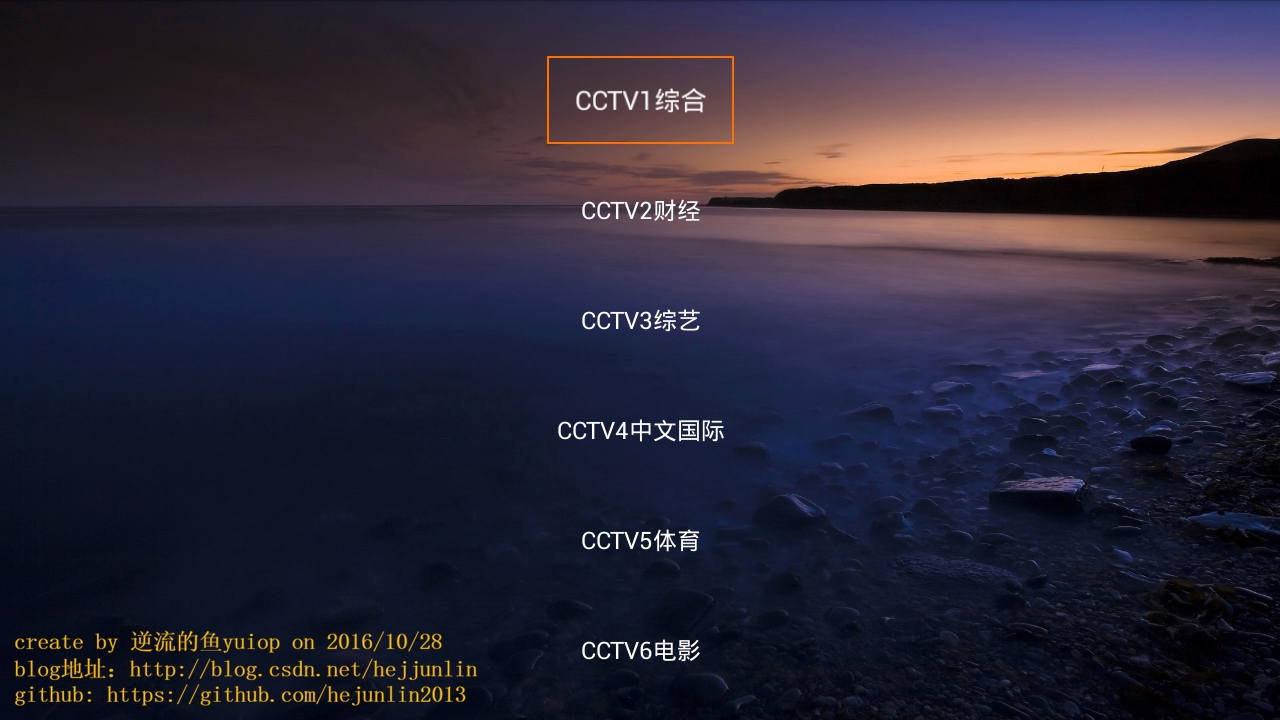 CCTV1综合
CCTV2财经
CCTV3综艺
CCTV4中文国际
CCTV5体育
CCTV6电影
create by 逆流的鱼yuiop on 2016/10/28
blog地址：http://blog.csdn.net/hejjunlin
github: https://github.com/hejunlin2013